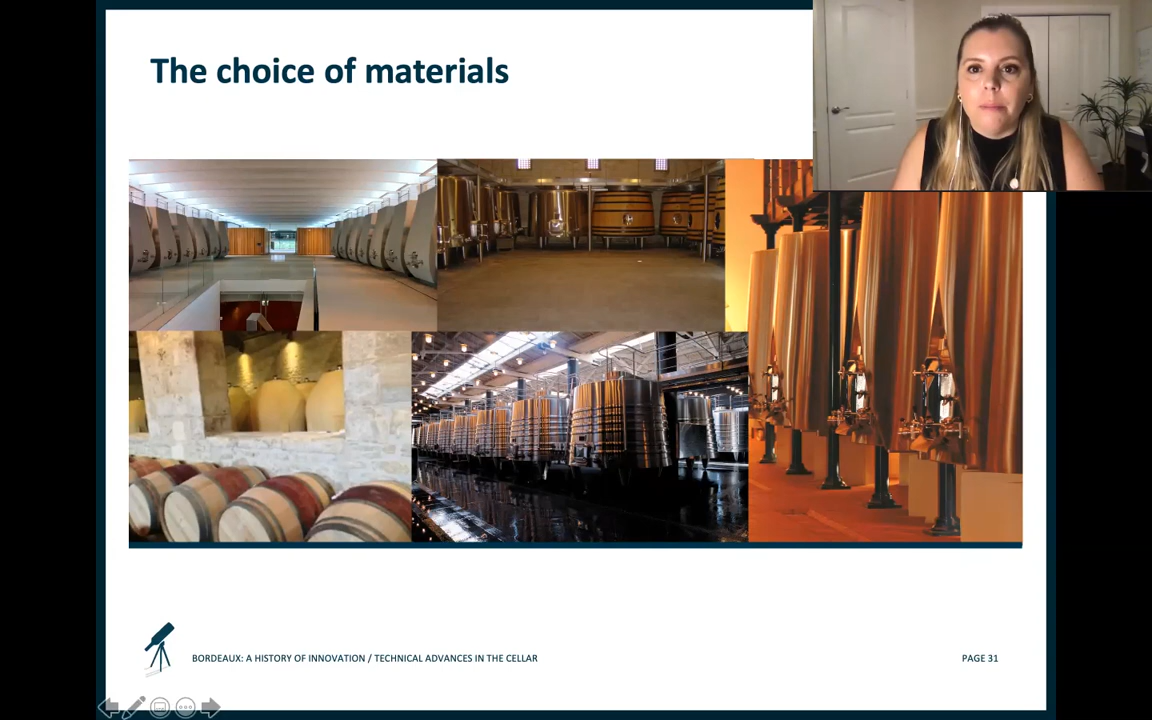 The choice of materials
BORDEAUX: A HISTORY OF INNOVATION / TECHNICAL ADVANCES IN THE CELLAR
PAGE 31